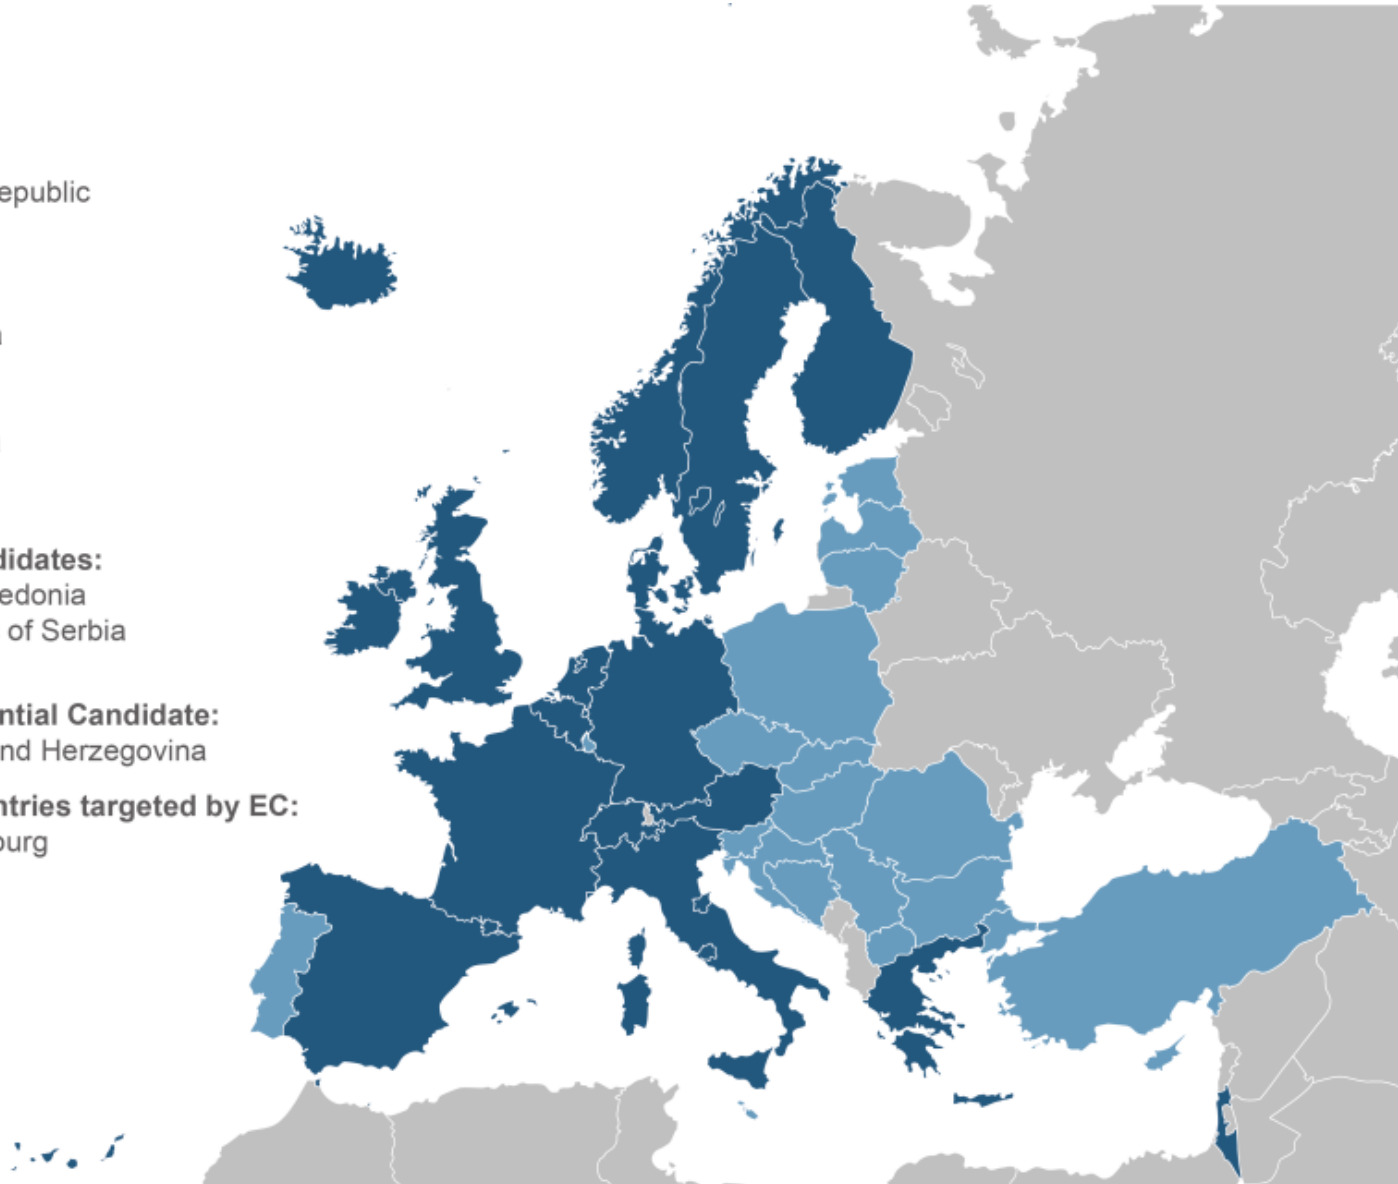 epublic
didates:
edonia
of Serbia
ntial Candidate:
nd Herzegovina
ntries targeted by EC:
ourg